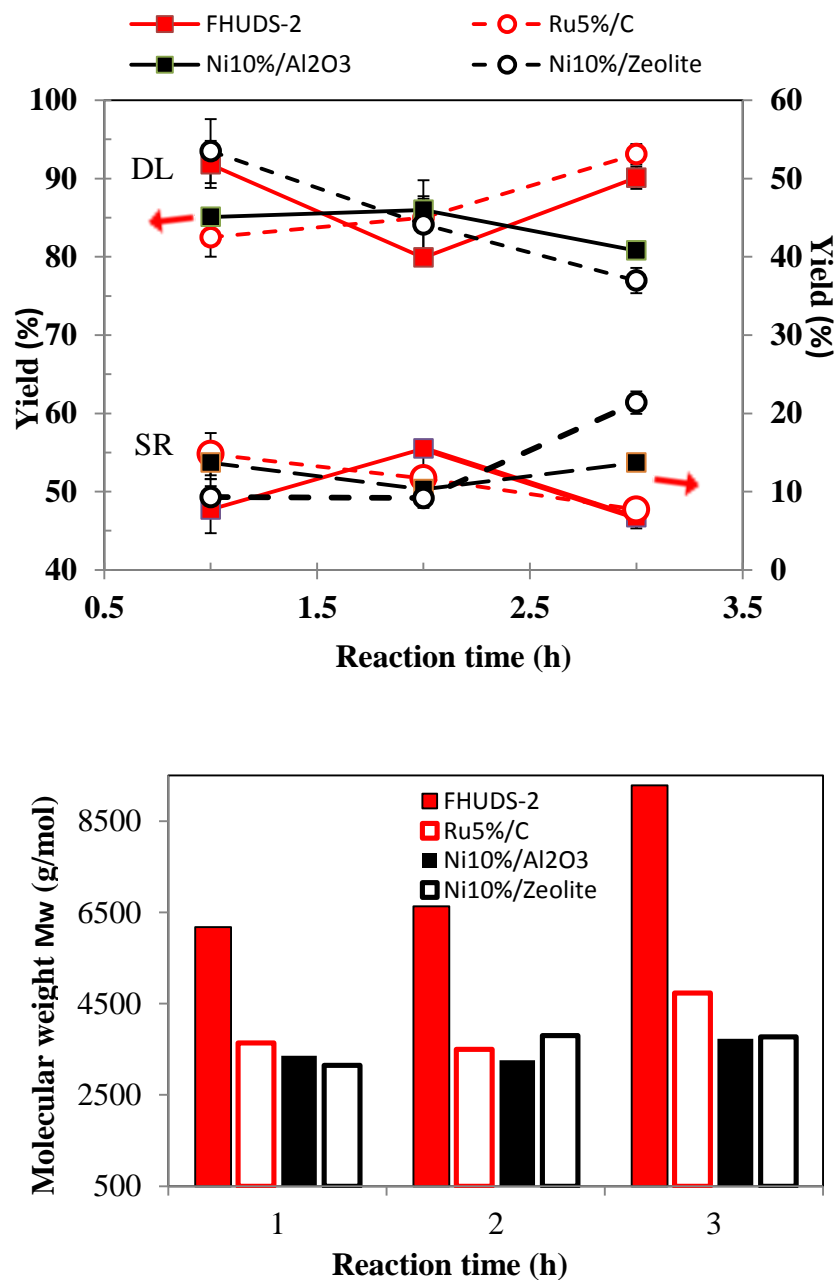 FHUDS-2 Ru5%/C
Ni10%/Al2O3 Ni10%/Zeolite
100 60
90 50
80 40
70 30
60 20
50 10
40 0
DL
SR
Yield (%)
Yield (%)
0.5 1.5 2.5 3.5
Reaction time (h)
Molecular weight Mw (g/mol)
8500
6500
4500
2500
500
FHUDS-2
Ru5%/C
Ni10%/Al2O3
Ni10%/Zeolite
1 2 3
Reaction time (h)